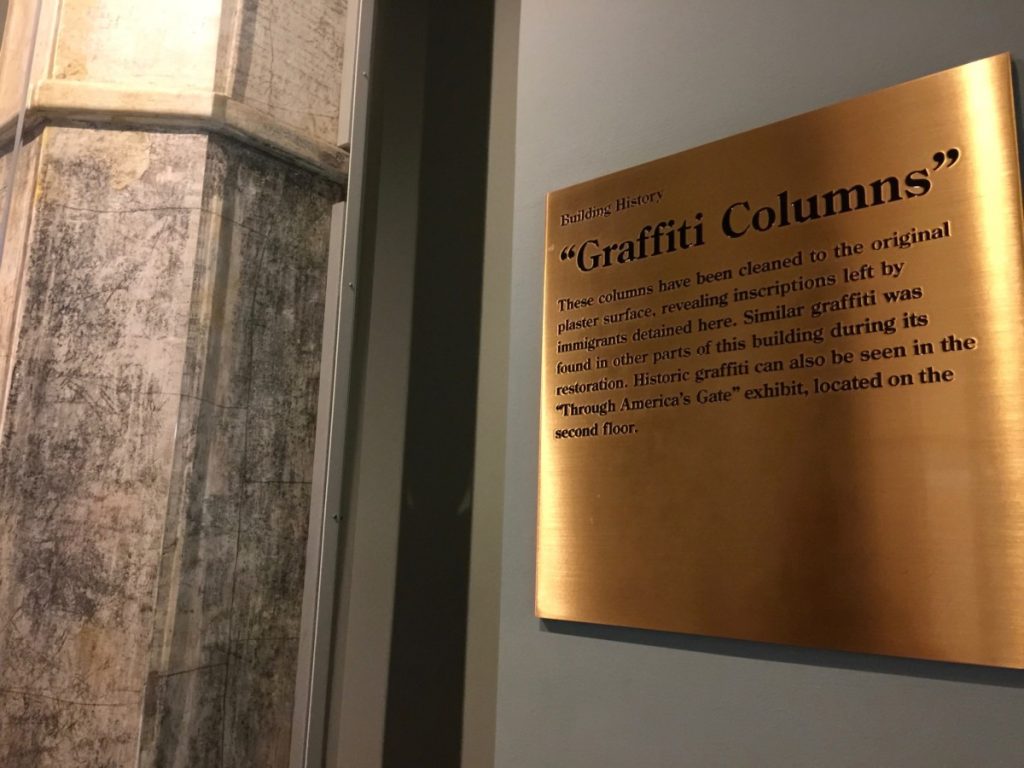 Building History
“Graffiti Columns”
These columns have been cleaned to the original
plaster surface, revealing inscriptions left by
immigrants detained here. Similar graffiti was
found in other parts of this building during its
restoration. Historic graffiti can also be seen in the
“Through America’s Gate” exhibit, located on the
second floor.